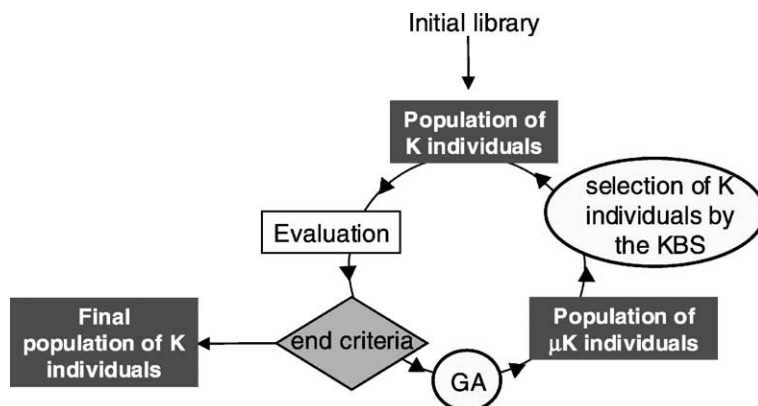 Initial library
Population of
K individuals
selection of K
individuals by
the KBS
Evaluation
Final
population of K
individuals
end criteria
Population of
μK individuals
GA